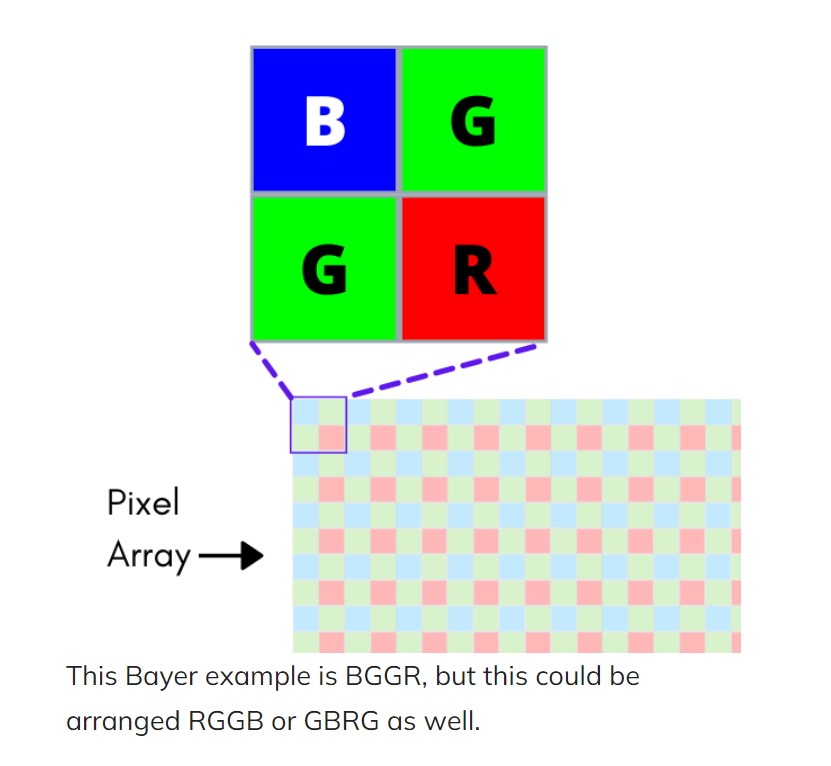 B G
G R
Pixel
Array
This Bayer example is BGGR, but this could be
arranged RGGB or GBRG as well.